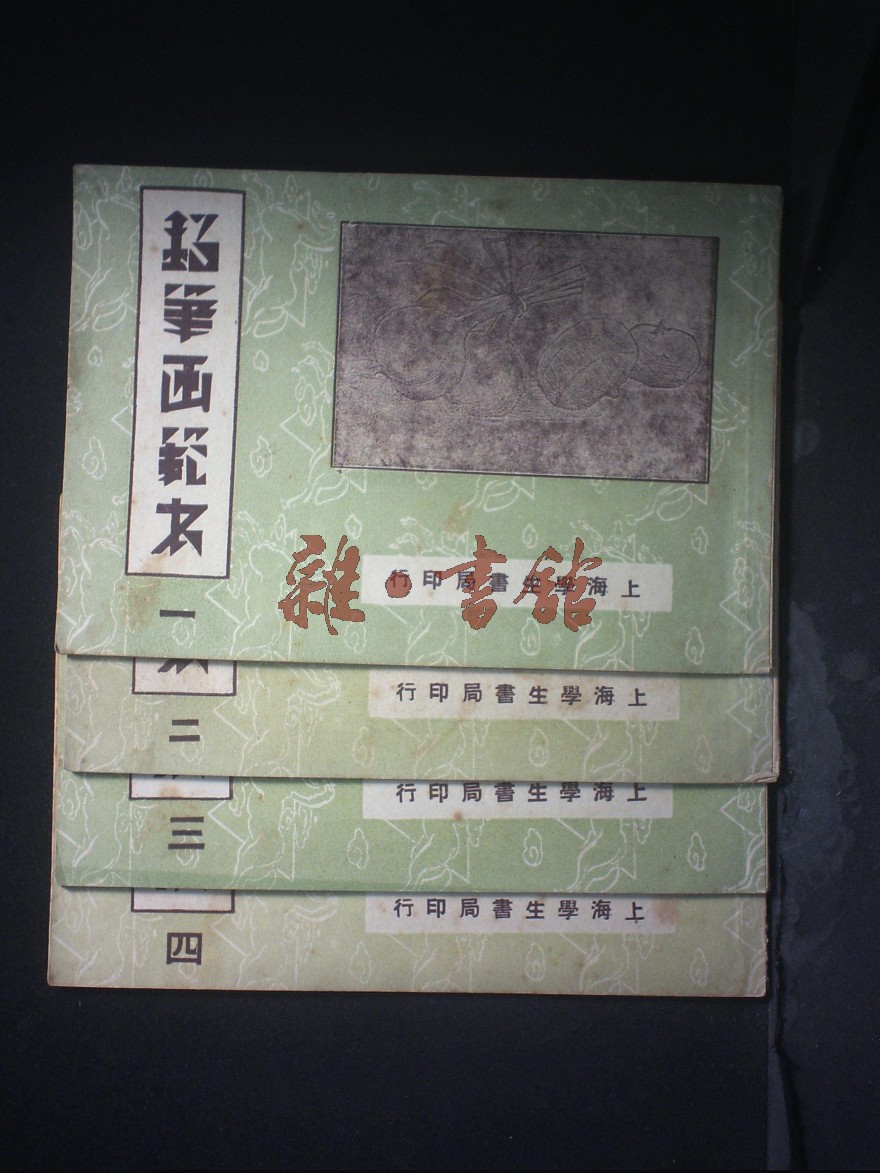 鉛筆画範本
一
上海學生書局印行
雜·書館
二
上海學生書局印行
三
上海學生書局印行
四
上海學生書局印行